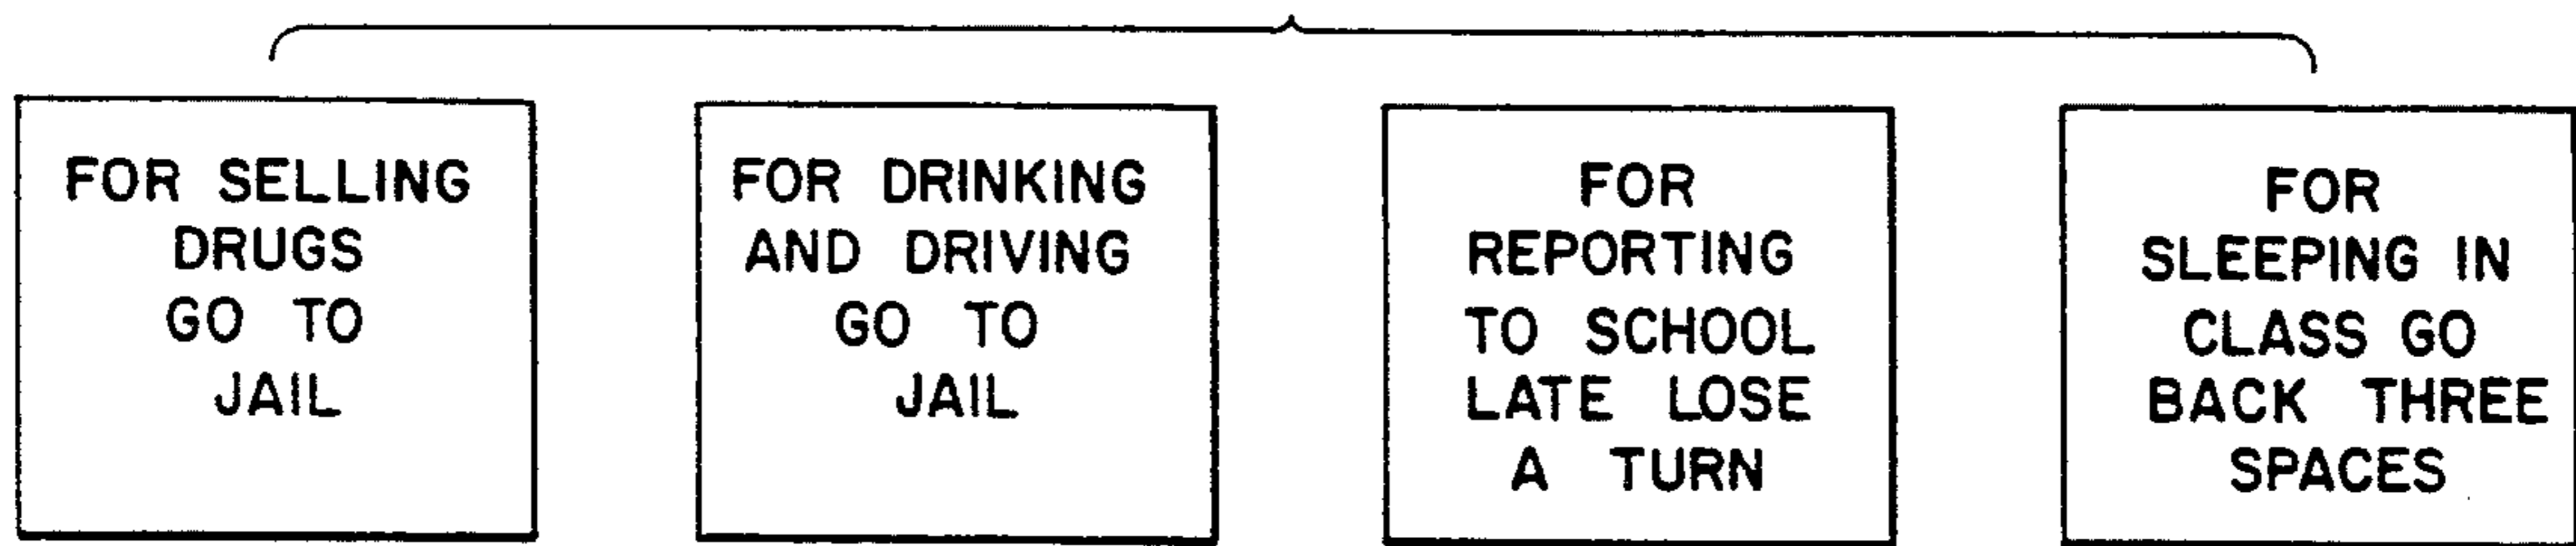 FOR SELLING
DRUGS
GO TO
JAIL
FOR DRINKING
AND DRIVING
GO TO
JAIL
FOR
REPORTING
TO SCHOOL
LATE LOSE
A TURN
FOR
SLEEPING IN
CLASS GO
BACK THREE
SPACES